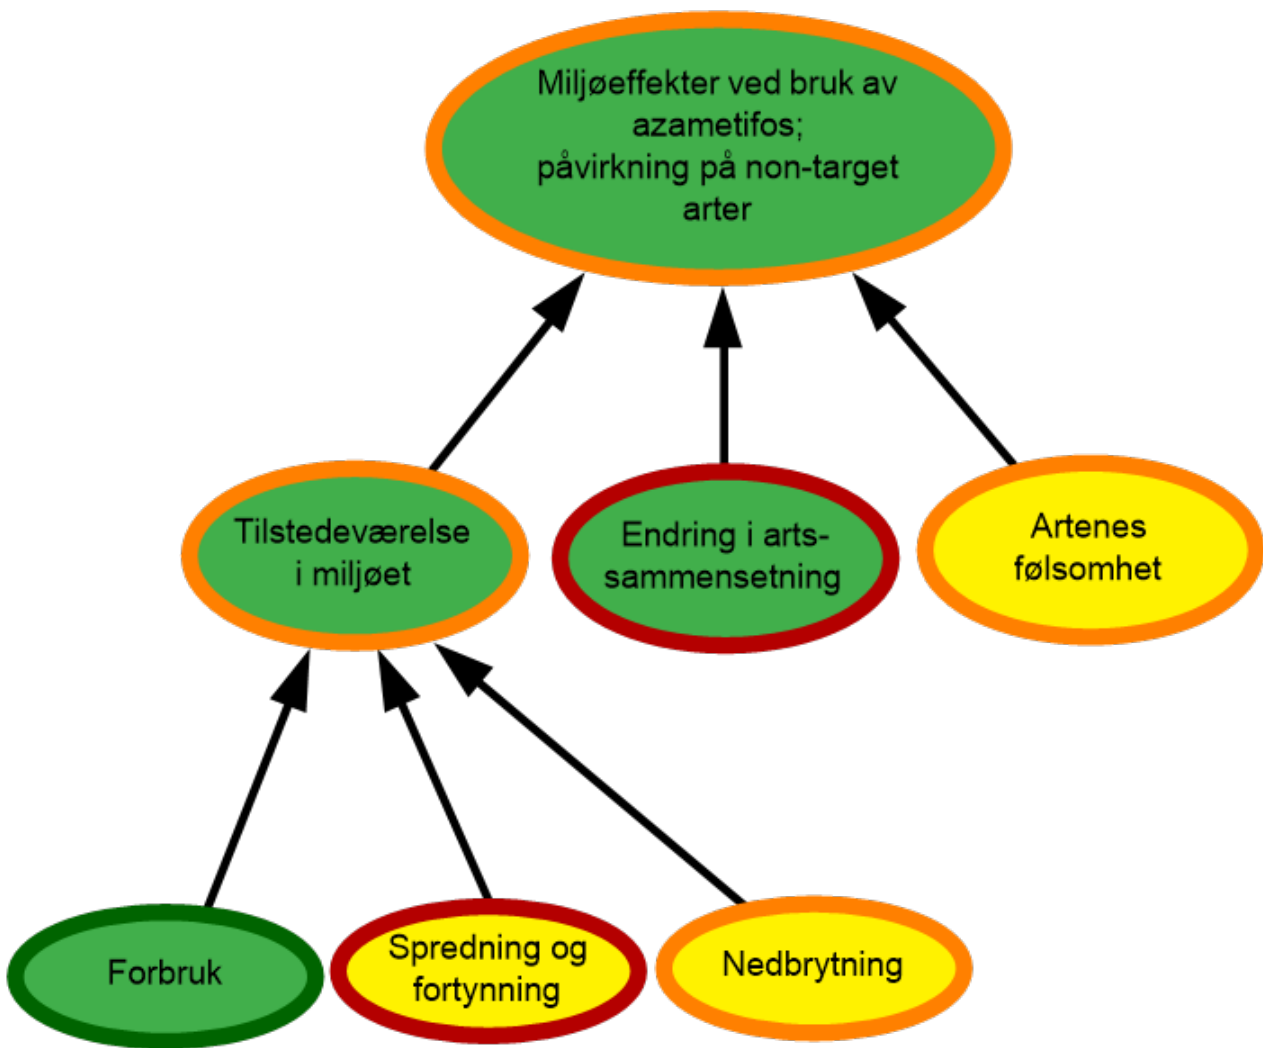 Miljøeffekter ved bruk av
azametifos;
påvirkning på non-target
arter
Tilstedeværelse
i miljøet
Endring i arts-
sammensetning
Artenes
følsomhet
Forbruk
Spredning og
fortynning
Nedbrytning